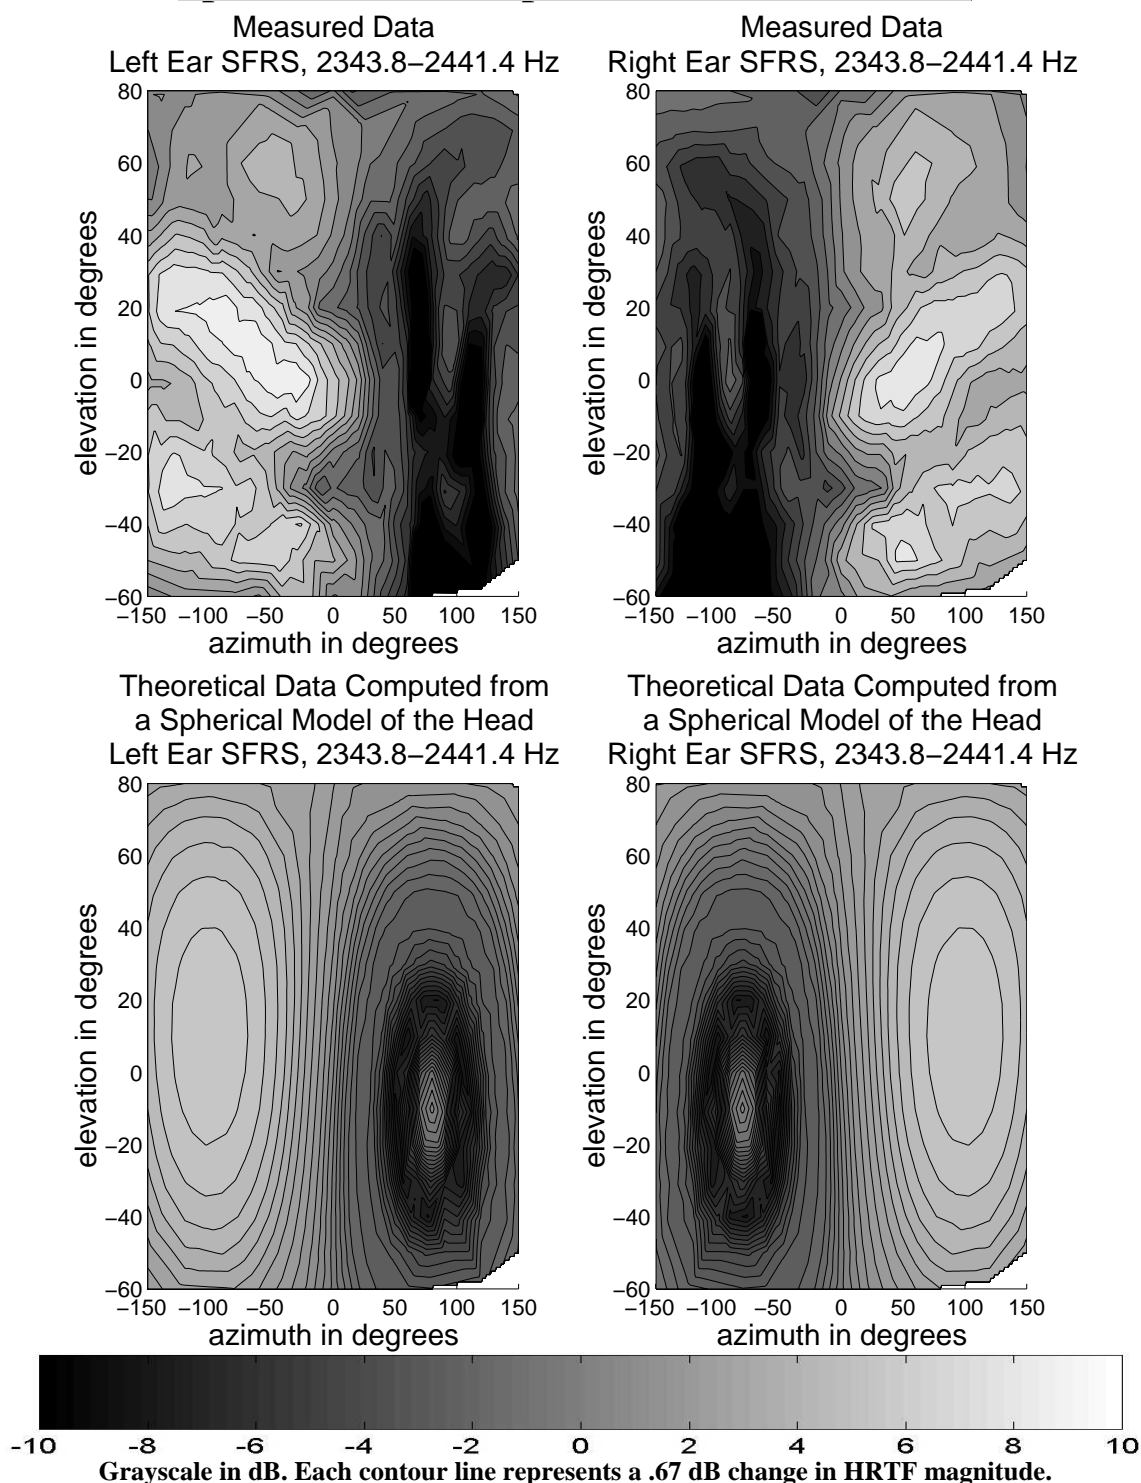 Measured Data
Left Ear SFRS, 2343.8−2441.4 Hz
80
60
40
20
0
−20
−40
−60
elevation in degrees
−150 −100 −50 0 50 100 150
azimuth in degrees
Measured Data
Right Ear SFRS, 2343.8−2441.4 Hz
80
60
40
20
0
−20
−40
−60
elevation in degrees
−150 −100 −50 0 50 100 150
azimuth in degrees
Theoretical Data Computed from
a Spherical Model of the Head
Left Ear SFRS, 2343.8−2441.4 Hz
80
60
40
20
0
−20
−40
−60
elevation in degrees
−150 −100 −50 0 50 100 150
azimuth in degrees
Theoretical Data Computed from
a Spherical Model of the Head
Right Ear SFRS, 2343.8−2441.4 Hz
80
60
40
20
0
−20
−40
−60
elevation in degrees
−150 −100 −50 0 50 100 150
azimuth in degrees
-10 -8 -6 -4 -2 0 2 4 6 8 10
Grayscale in dB. Each contour line represents a .67 dB change in HRTF magnitude.